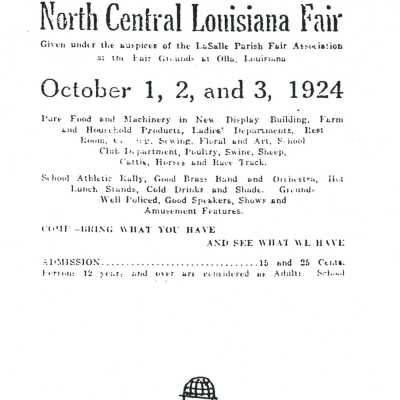 North Central Louisiana Fair
Given under the auspices of the LaSalle Parish Fair Association
at the Fair Grounds at Olla, Louisiana
October 1, 2, and 3, 1924
Pure Food and Machinery in New Display Building, Farm
and Household Products, Ladies' Departments, Rest
Room, Sewing, Floral and Art, School
Club Department, Poultry, Swine, Sheep,
Cattle, Horses and Race Track.
School Athletic Rally, Good Brass Band and Orchestra, Hot
Lunch Stands, Cold Drinks and Shade. Grounds
Well Policed, Good Speakers, Shows and
Amusement Features.
COME—BRING WHAT YOU HAVE
AND SEE WHAT WE HAVE
ADMISSION................................15 and 25 Cents.
Persons 12 years and over are considered as Adults. School